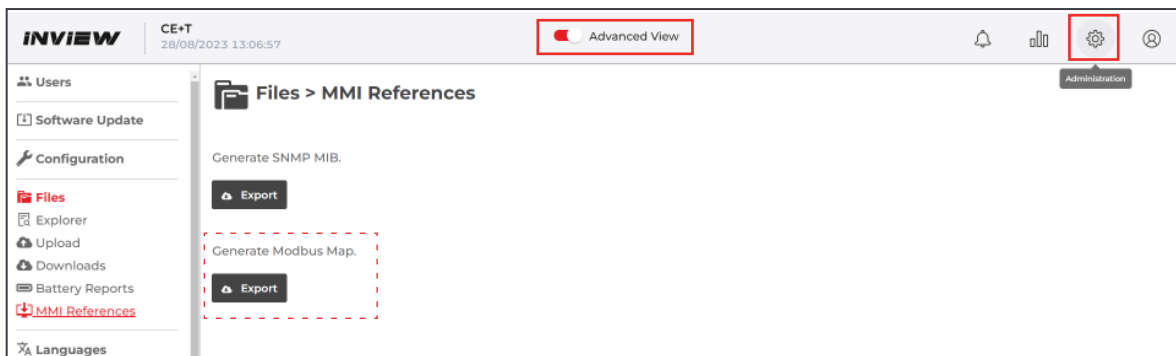 iNViEW
CE+T
28/08/2023 13:06:57
Advanced View
Administration
Users
Software Update
Configuration
Files
Explorer
Upload
Downloads
Battery Reports
MMI References
Languages
Files > MMI References
Generate SNMP MIB.
Export
Generate Modbus Map.
Export